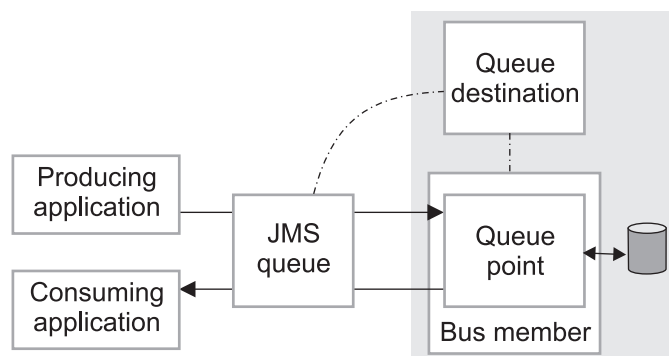 Queue
destination
Producing
application
JMS
queue
Queue
point
Consuming
application
Bus member